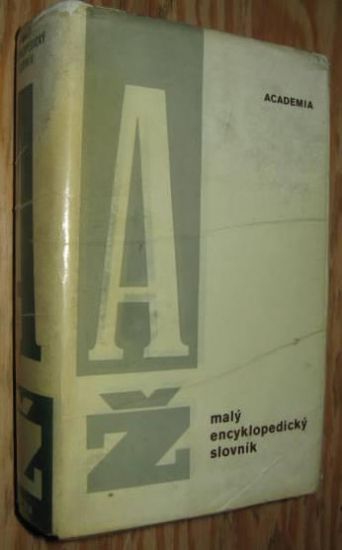 ACADEMIA
A
Ž
malý
encyklopedický
slovník